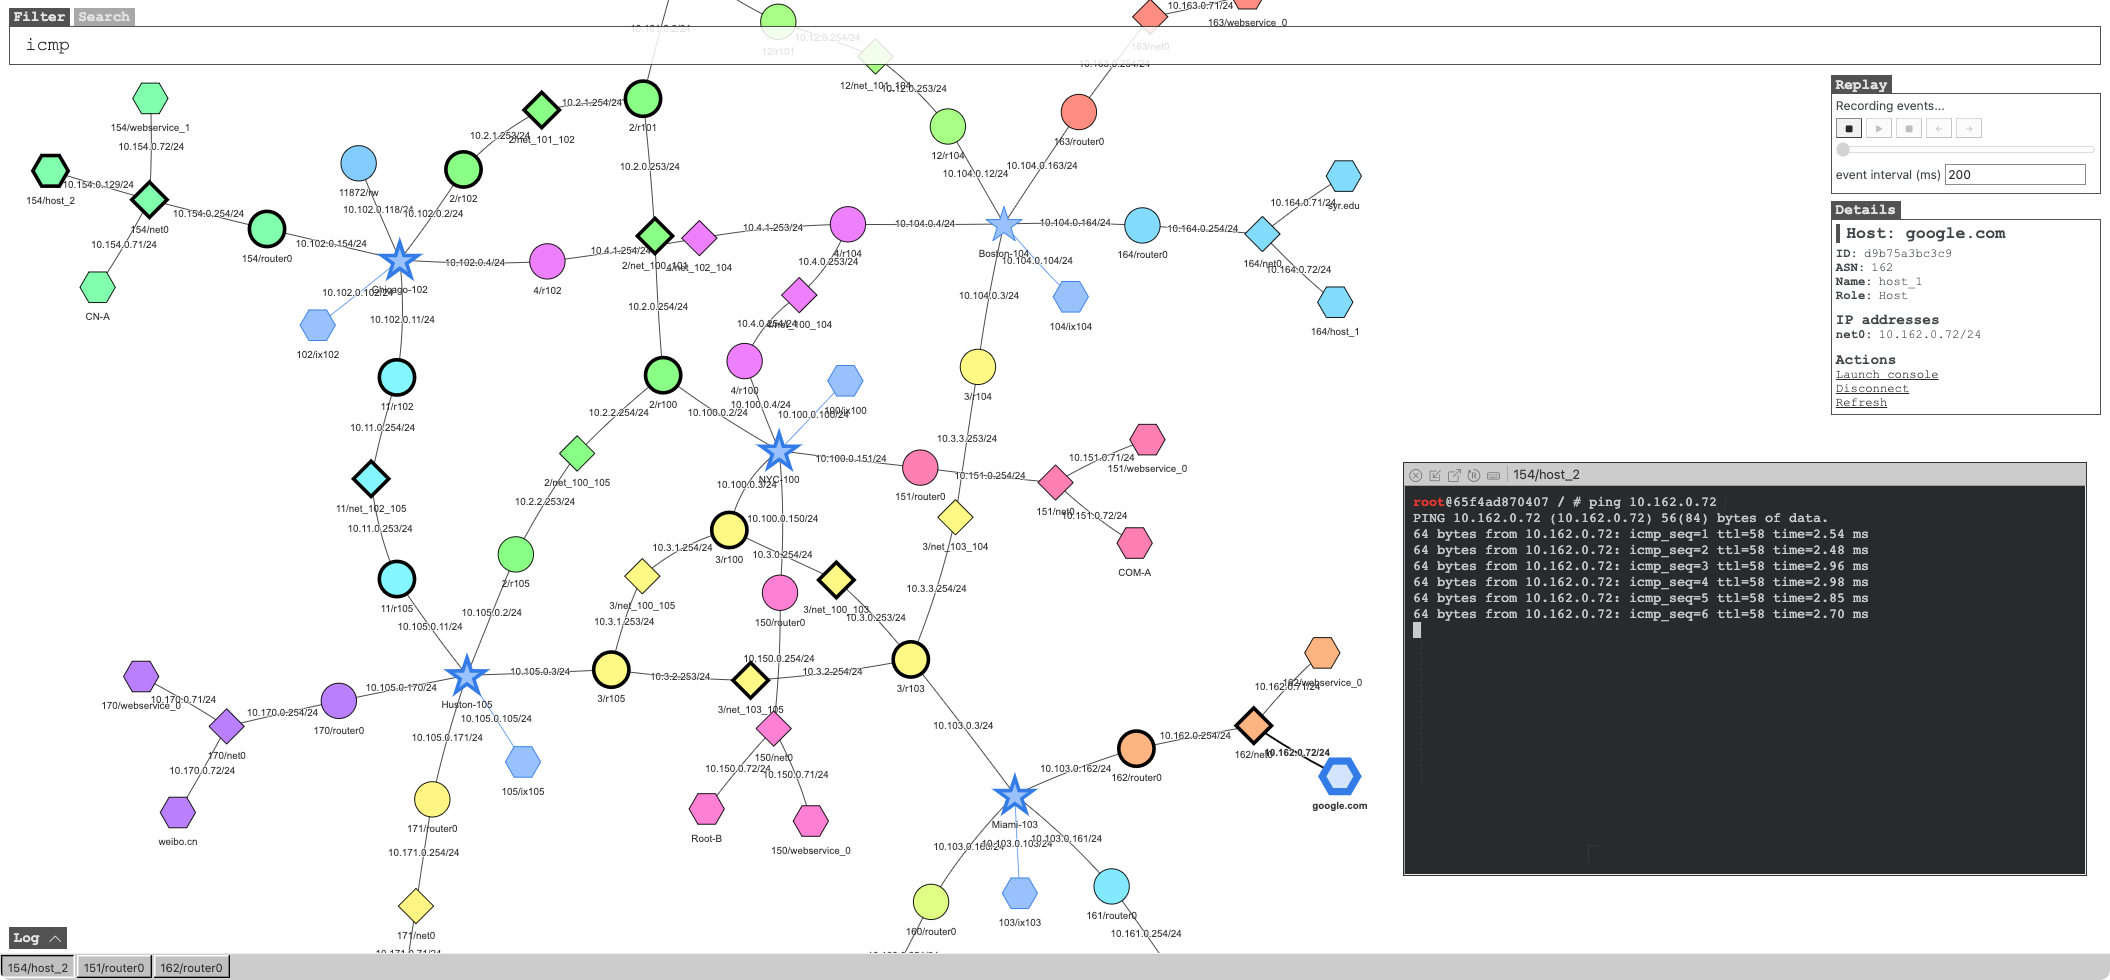 Filter Search
icmp
10.12.0.254/24
12/r101
10.163.0.71/24
163/webservice_0
163/net0
10.163.0.254/24
12/net_101_104
10.12.0.253/24
154/webservice_1
10.154.0.72/24
10.2.1.254/24
2/r101
10.2.1.253/24
2/net_101_102
12/r104
163/router0
10.104.0.163/24
10.104.0.12/24
10.2.0.253/24
10.154.0.129/24
154/host_2
11872/rw
2/r102
10.102.0.118/24
10.102.0.2/24
10.154.0.254/24
154/net0
10.154.0.71/24
CN-A
154/router0
10.102.0.154/24
10.102.0.4/24
4/r102
10.4.1.254/24
2/net_100_101
4/net_102_104
10.4.1.253/24
4/r104
10.4.0.253/24
10.104.0.4/24
Boston-104
10.104.0.104/24
10.104.0.164/24
164/router0
10.164.0.254/24
164/net0
10.164.0.71/24
syr.edu
10.164.0.72/24
164/host_1
Chicago-102
10.102.0.102/24
102/ix102
10.102.0.11/24
10.2.0.254/24
10.4.0.254/24
4/net_100_104
10.104.0.3/24
104/ix104
11/r102
10.11.0.254/24
11/net_102_105
10.11.0.253/24
11/r105
10.105.0.11/24
2/r100
10.2.2.254/24
10.100.0.2/24
4/r100
10.100.0.4/24
100/ix100
10.100.0.100/24
3/r104
10.3.3.253/24
2/net_100_105
10.2.2.253/24
2/r105
10.105.0.2/24
NYC-100
10.100.0.3/24
10.100.0.151/24
151/router0
10.151.0.254/24
151/net0
10.151.0.71/24
151/webservice_0
10.151.0.72/24
COM-A
10.100.0.150/24
3/r100
10.3.1.254/24
10.3.0.254/24
3/net_103_104
10.3.3.254/24
3/net_100_105
10.3.1.253/24
3/net_100_103
10.3.0.253/24
150/router0
10.150.0.254/24
10.105.0.3/24
3/r105
10.3.2.253/24
3/net_103_105
10.3.2.254/24
3/r103
10.103.0.3/24
170/webservice_0
10.170.0.71/24
10.170.0.254/24
170/net0
10.170.0.72/24
weibo.cn
170/router0
10.105.0.170/24
Huston-105
10.105.0.105/24
105/ix105
10.105.0.171/24
171/router0
10.171.0.254/24
171/net0
10.171.0.71/24
150/net0
10.150.0.72/24
10.150.0.71/24
Root-B
150/webservice_0
Miami-103
10.103.0.162/24
162/router0
10.162.0.254/24
162/net0
10.162.0.71/24
162/webservice_0
10.162.0.72/24
google.com
10.103.0.161/24
10.103.0.103/24
103/ix103
160/router0
161/router0
10.161.0.254/24
Replay
Recording events...
event interval (ms) 200
Details
Host: google.com
ID: d9b75a3bc3c9
ASN: 162
Name: host_1
Role: Host
IP addresses
net0: 10.162.0.72/24
Actions
Launch console
Disconnect
Refresh
154/host_2
root@65f4ad870407 / # ping 10.162.0.72
PING 10.162.0.72 (10.162.0.72) 56(84) bytes of data.
64 bytes from 10.162.0.72: icmp_seq=1 ttl=58 time=2.54 ms
64 bytes from 10.162.0.72: icmp_seq=2 ttl=58 time=2.48 ms
64 bytes from 10.162.0.72: icmp_seq=3 ttl=58 time=2.96 ms
64 bytes from 10.162.0.72: icmp_seq=4 ttl=58 time=2.98 ms
64 bytes from 10.162.0.72: icmp_seq=5 ttl=58 time=2.85 ms
64 bytes from 10.162.0.72: icmp_seq=6 ttl=58 time=2.70 ms
Log
154/host_2 151/router0 162/router0